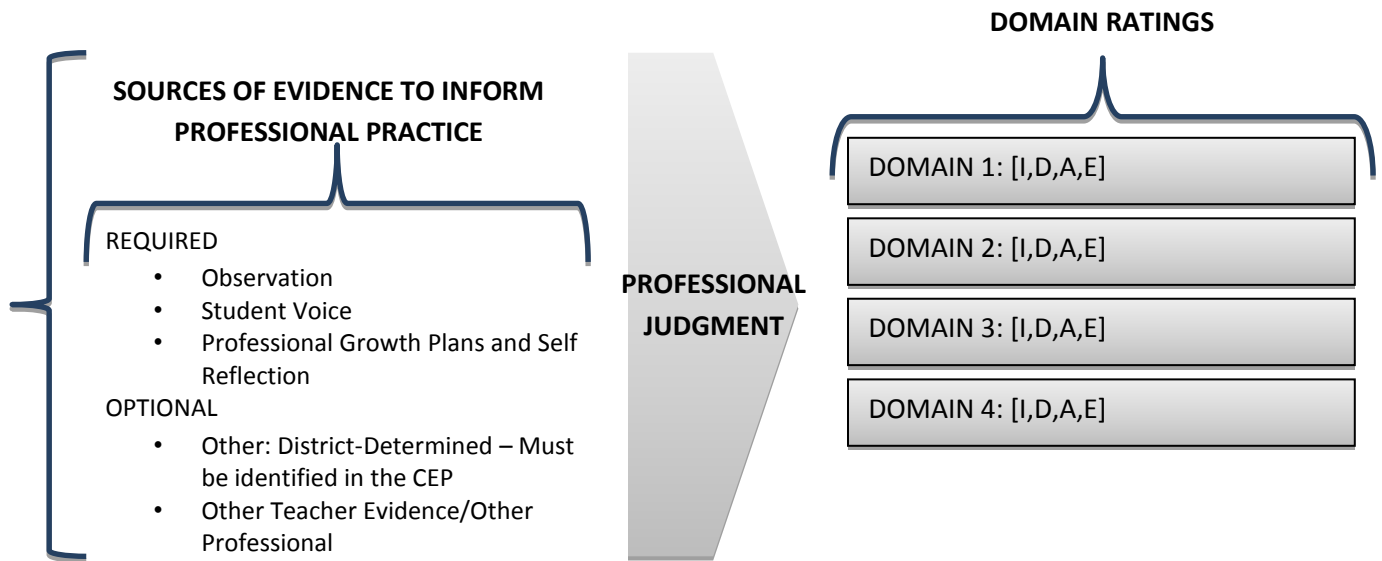 SOURCES OF EVIDENCE TO INFORM
PROFESSIONAL PRACTICE
REQUIRED
• Observation
• Student Voice
• Professional Growth Plans and Self
Reflection
OPTIONAL
• Other: District-Determined – Must
be identified in the CEP
• Other Teacher Evidence/Other
Professional
PROFESSIONAL
JUDGMENT
DOMAIN RATINGS
DOMAIN 1: [I,D,A,E]
DOMAIN 2: [I,D,A,E]
DOMAIN 3: [I,D,A,E]
DOMAIN 4: [I,D,A,E]